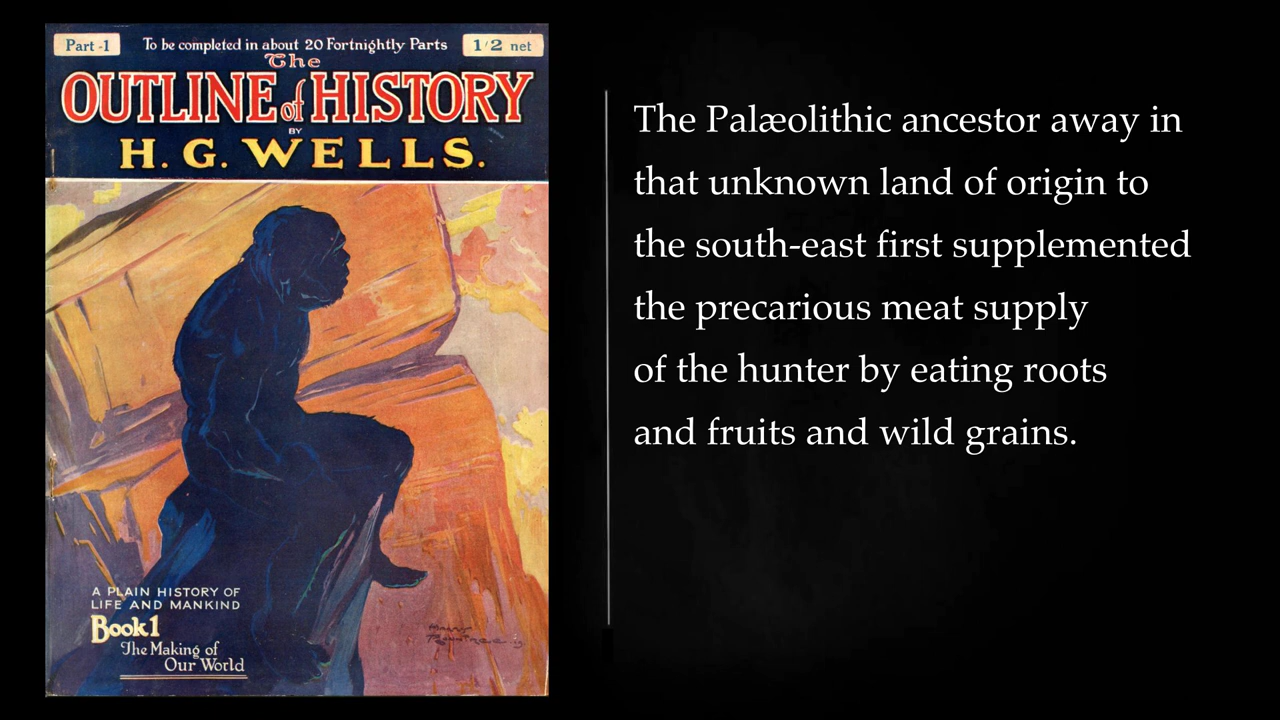 Part -1
To be completed in about 20 Fortnightly Parts
1/2 net
The
OUTLINE of HISTORY
BY
H. G. WELLS.
A PLAIN HISTORY OF
LIFE AND MANKIND
Book 1
The Making of
Our World
The Palæolithic ancestor away in
that unknown land of origin to
the south-east first supplemented
the precarious meat supply
of the hunter by eating roots
and fruits and wild grains.